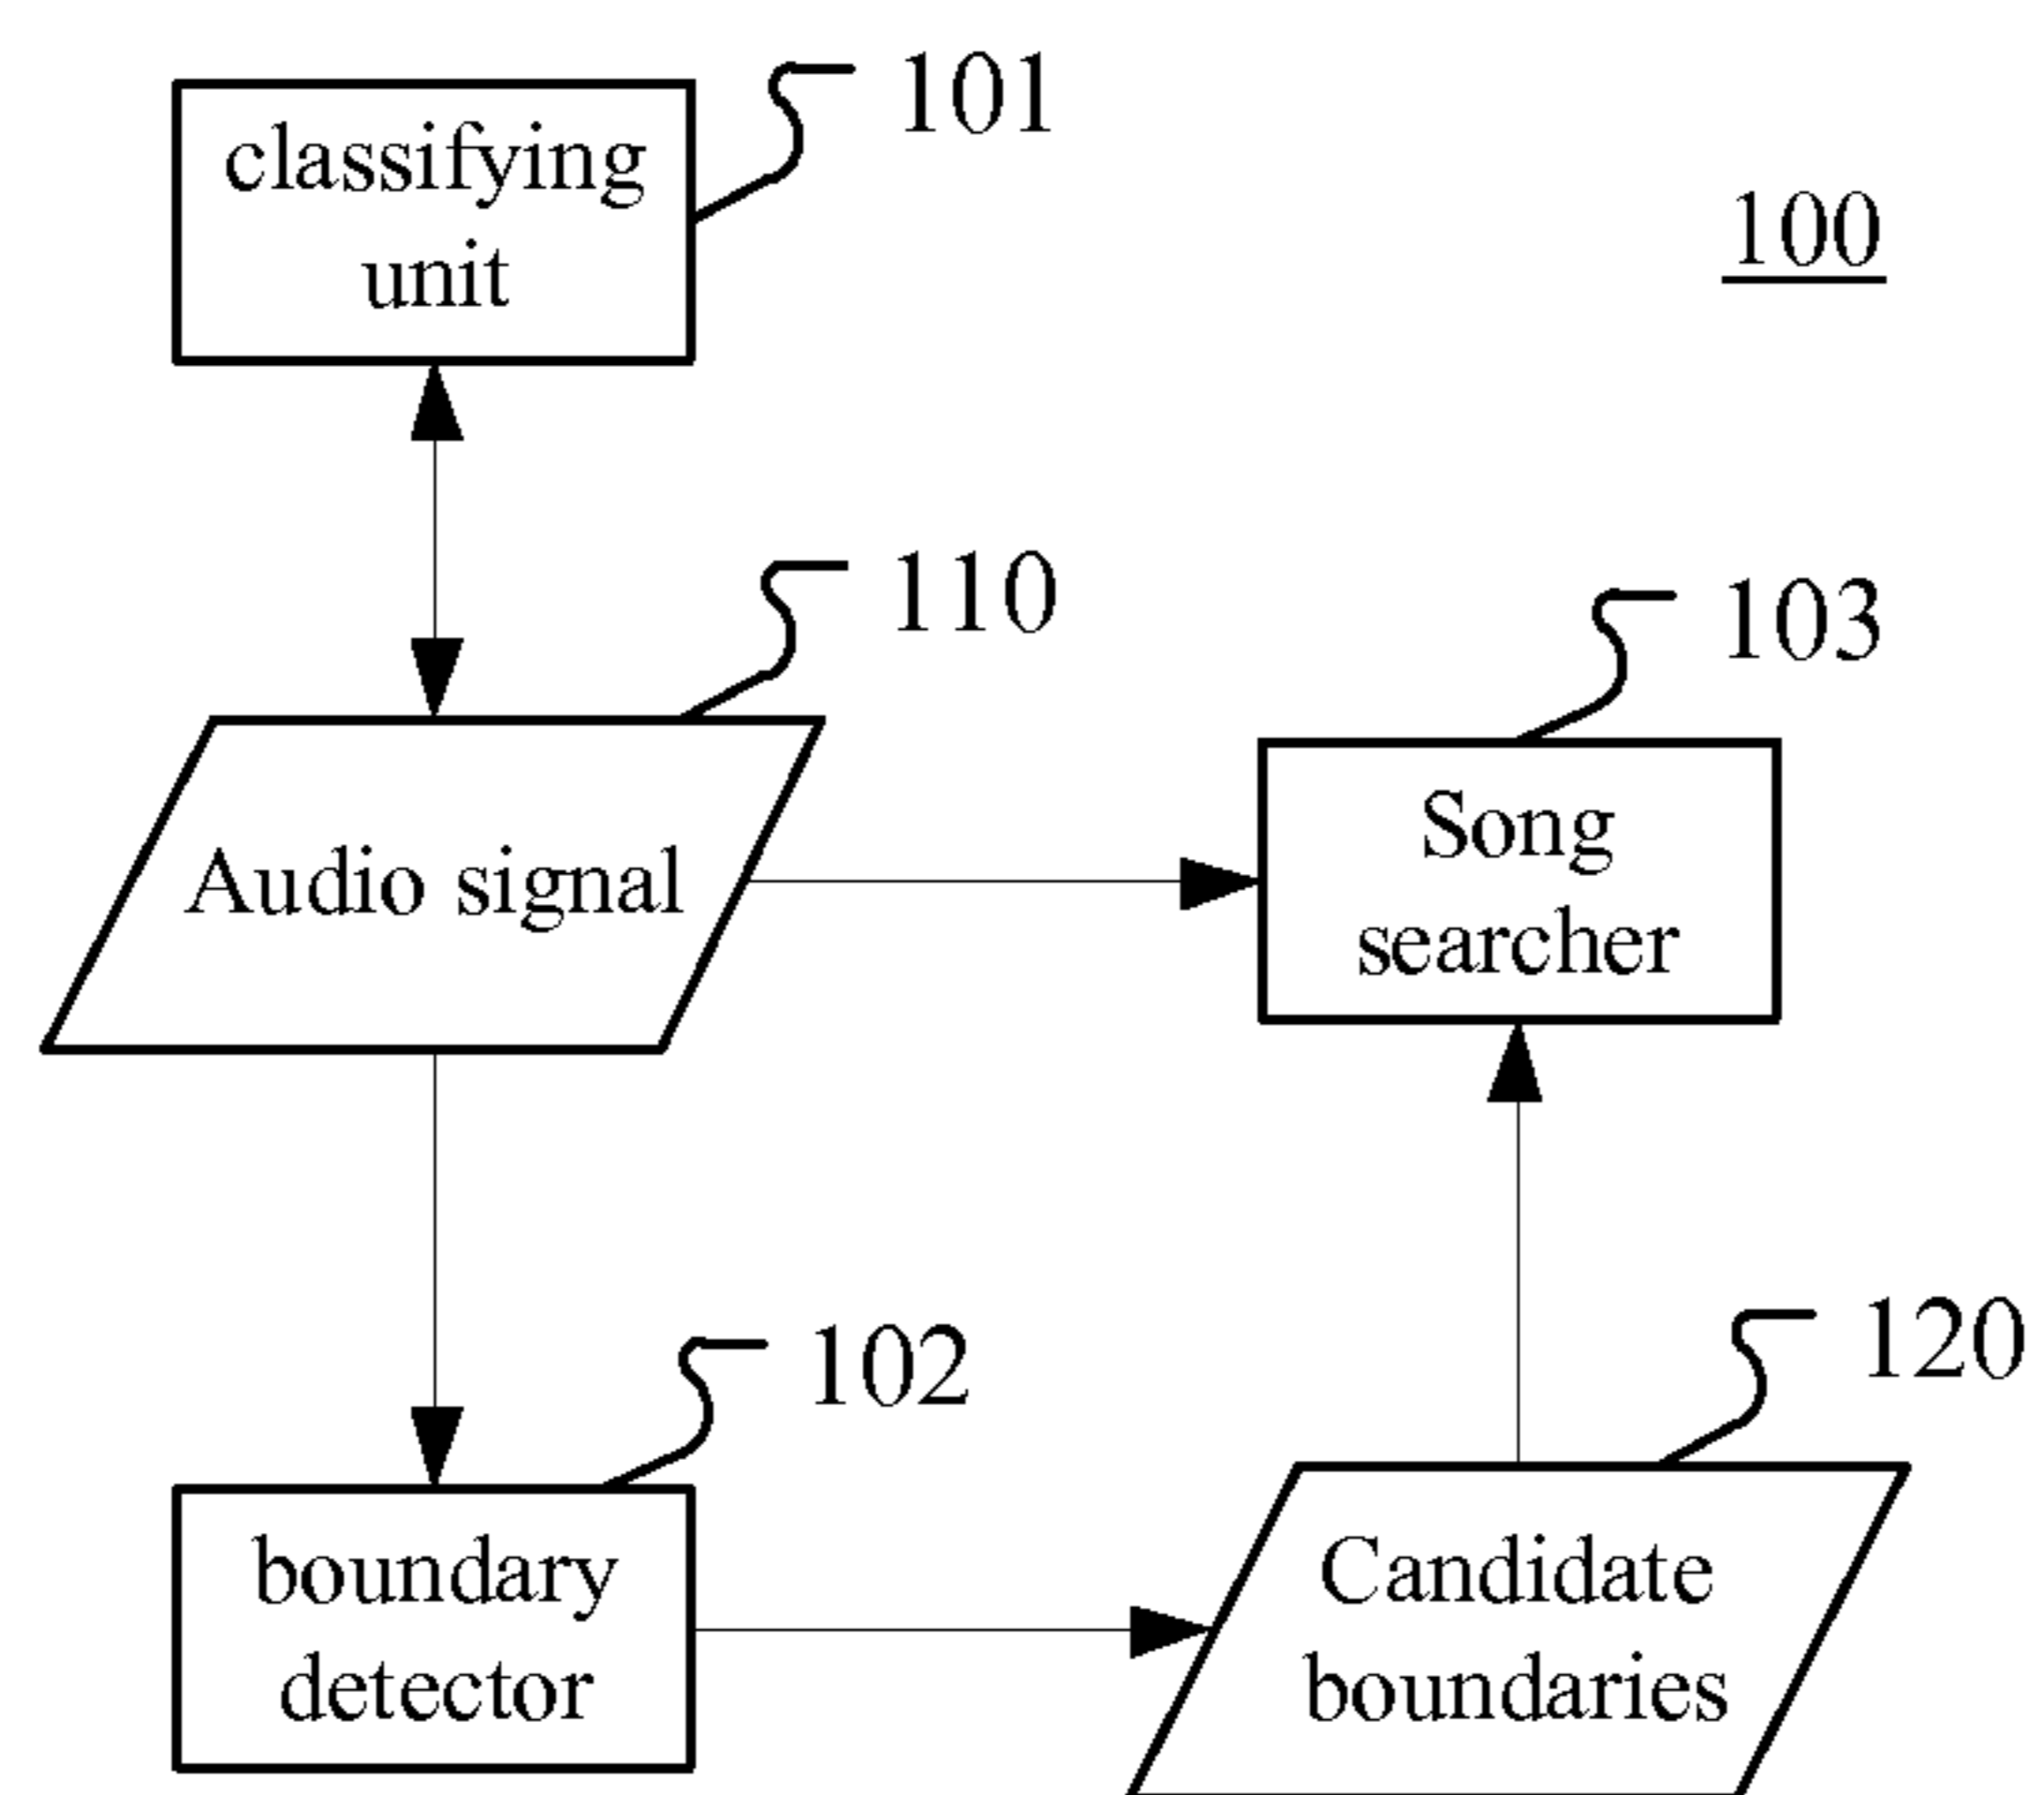 101
classifying
unit
100
110
103
Audio signal
Song
searcher
102
120
boundary
detector
Candidate
boundaries